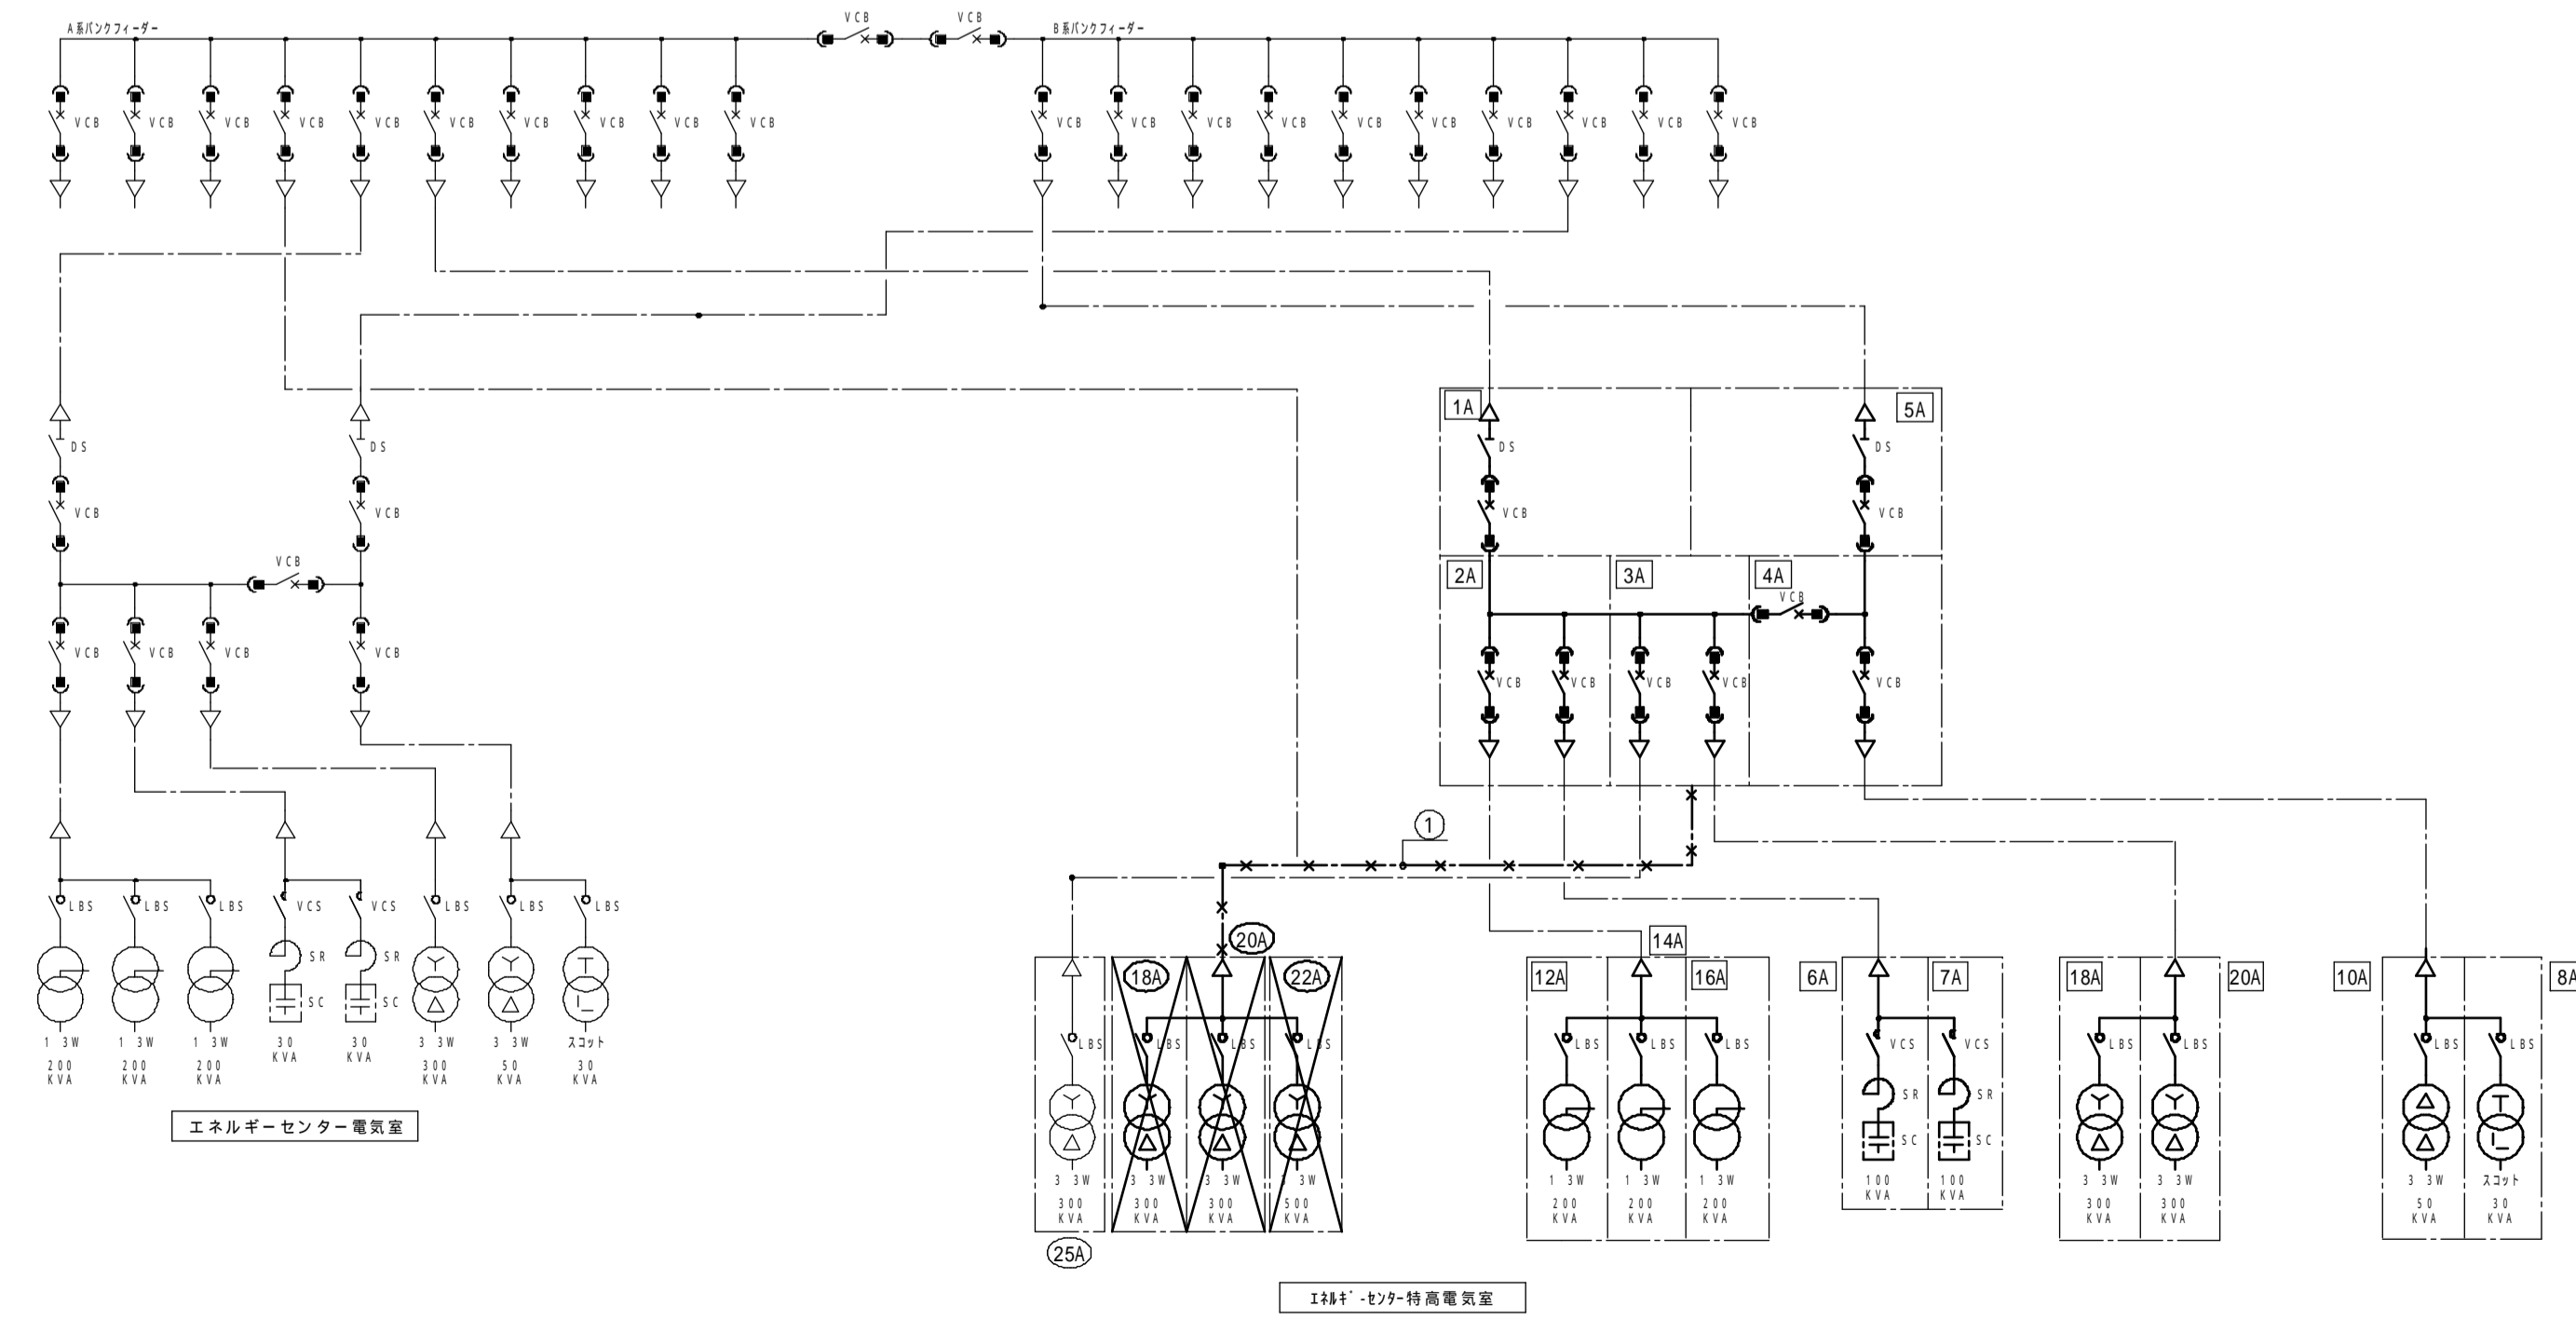 VCB VCB
A系バンクフィーダー B系バンクフィーダー
VCB VCB VCB VCB VCB VCB VCB VCB VCB VCB VCB VCB VCB VCB VCB VCB VCB VCB VCB VCB
1A 5A
DS DS DS DS
VCB VCB VCB VCB
VCB
2A 3A 4A
VCB
VCB VCB VCB VCB
VCB VCB VCB VCB VCB
1
LBS LBS LBS VCS VCS LBS LBS LBS
20A 14A
SR SR
18A 22A 12A 16A 6A 7A 18A 20A 10A 8A
SC SC
1 3W 1 3W 1 3W 30 30 3 3W 3 3W スコット
KVA KVA
200 200 200 300 50 30
KVA KVA KVA KVA KVA KVA
LBS LBS LBS LBS LBS LBS LBS VCS VCS LBS LBS LBS LBS
SR SR
エネルギーセンター電気室
SC SC
3 3W 3 3W 3 3W 3 3W 1 3W 1 3W 1 3W 100 100 3 3W 3 3W 3 3W スコット
KVA KVA
300 300 300 500 200 200 200 300 300 50 30
KVA KVA KVA KVA KVA KVA KVA KVA KVA KVA KVA
25A
エネルギーセンター特高電気室